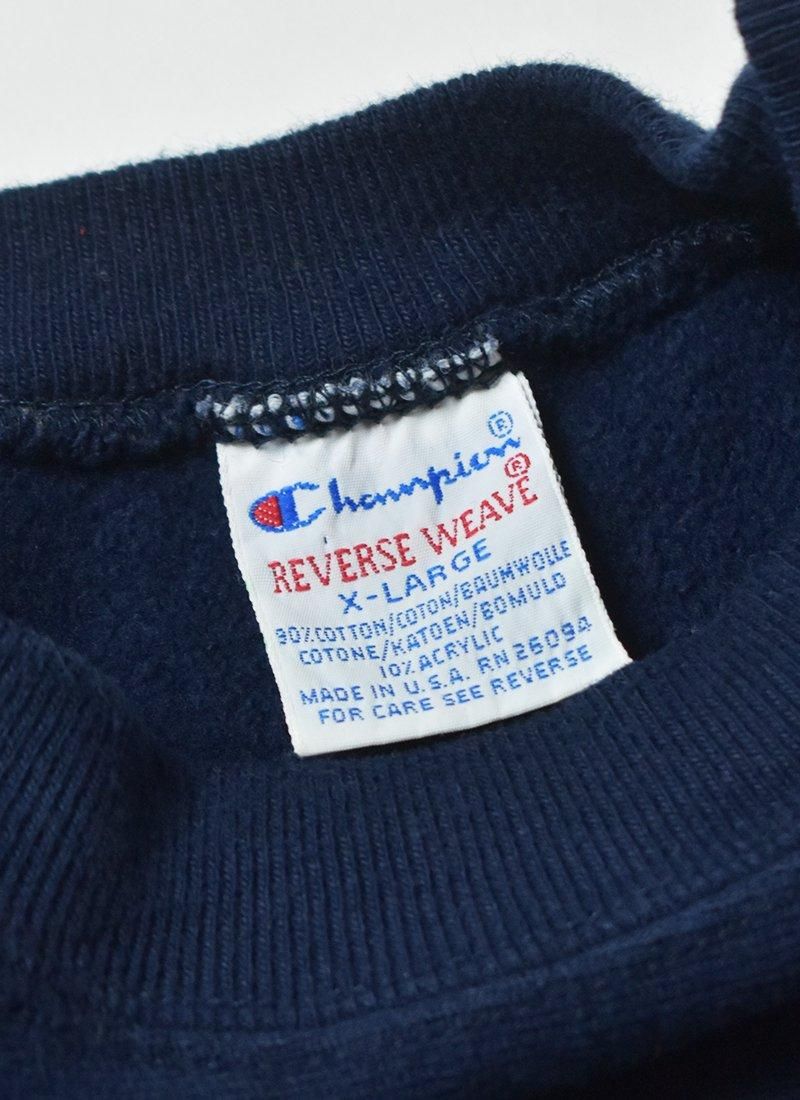 Champion®
REVERSE WEAVE®
X-LARGE
90% COTTON/COTON/BAUMWOLLE
COTONE/KATOEN/BOMULD
10% ACRYLIC
MADE IN U.S.A. RN 26094
FOR CARE SEE REVERSE